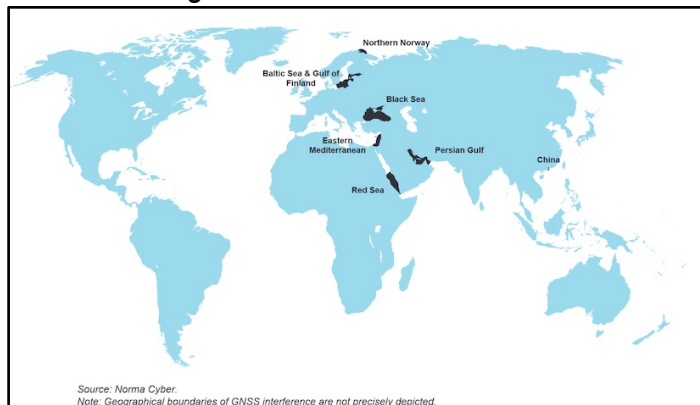 Northern Norway
Baltic Sea & Gulf of
Finland
Black Sea
Eastern
Mediterranean
Persian Gulf
China
Red Sea
Source: Norma Cyber.
Note: Geographical boundaries of GNSS interference are not precisely depicted.